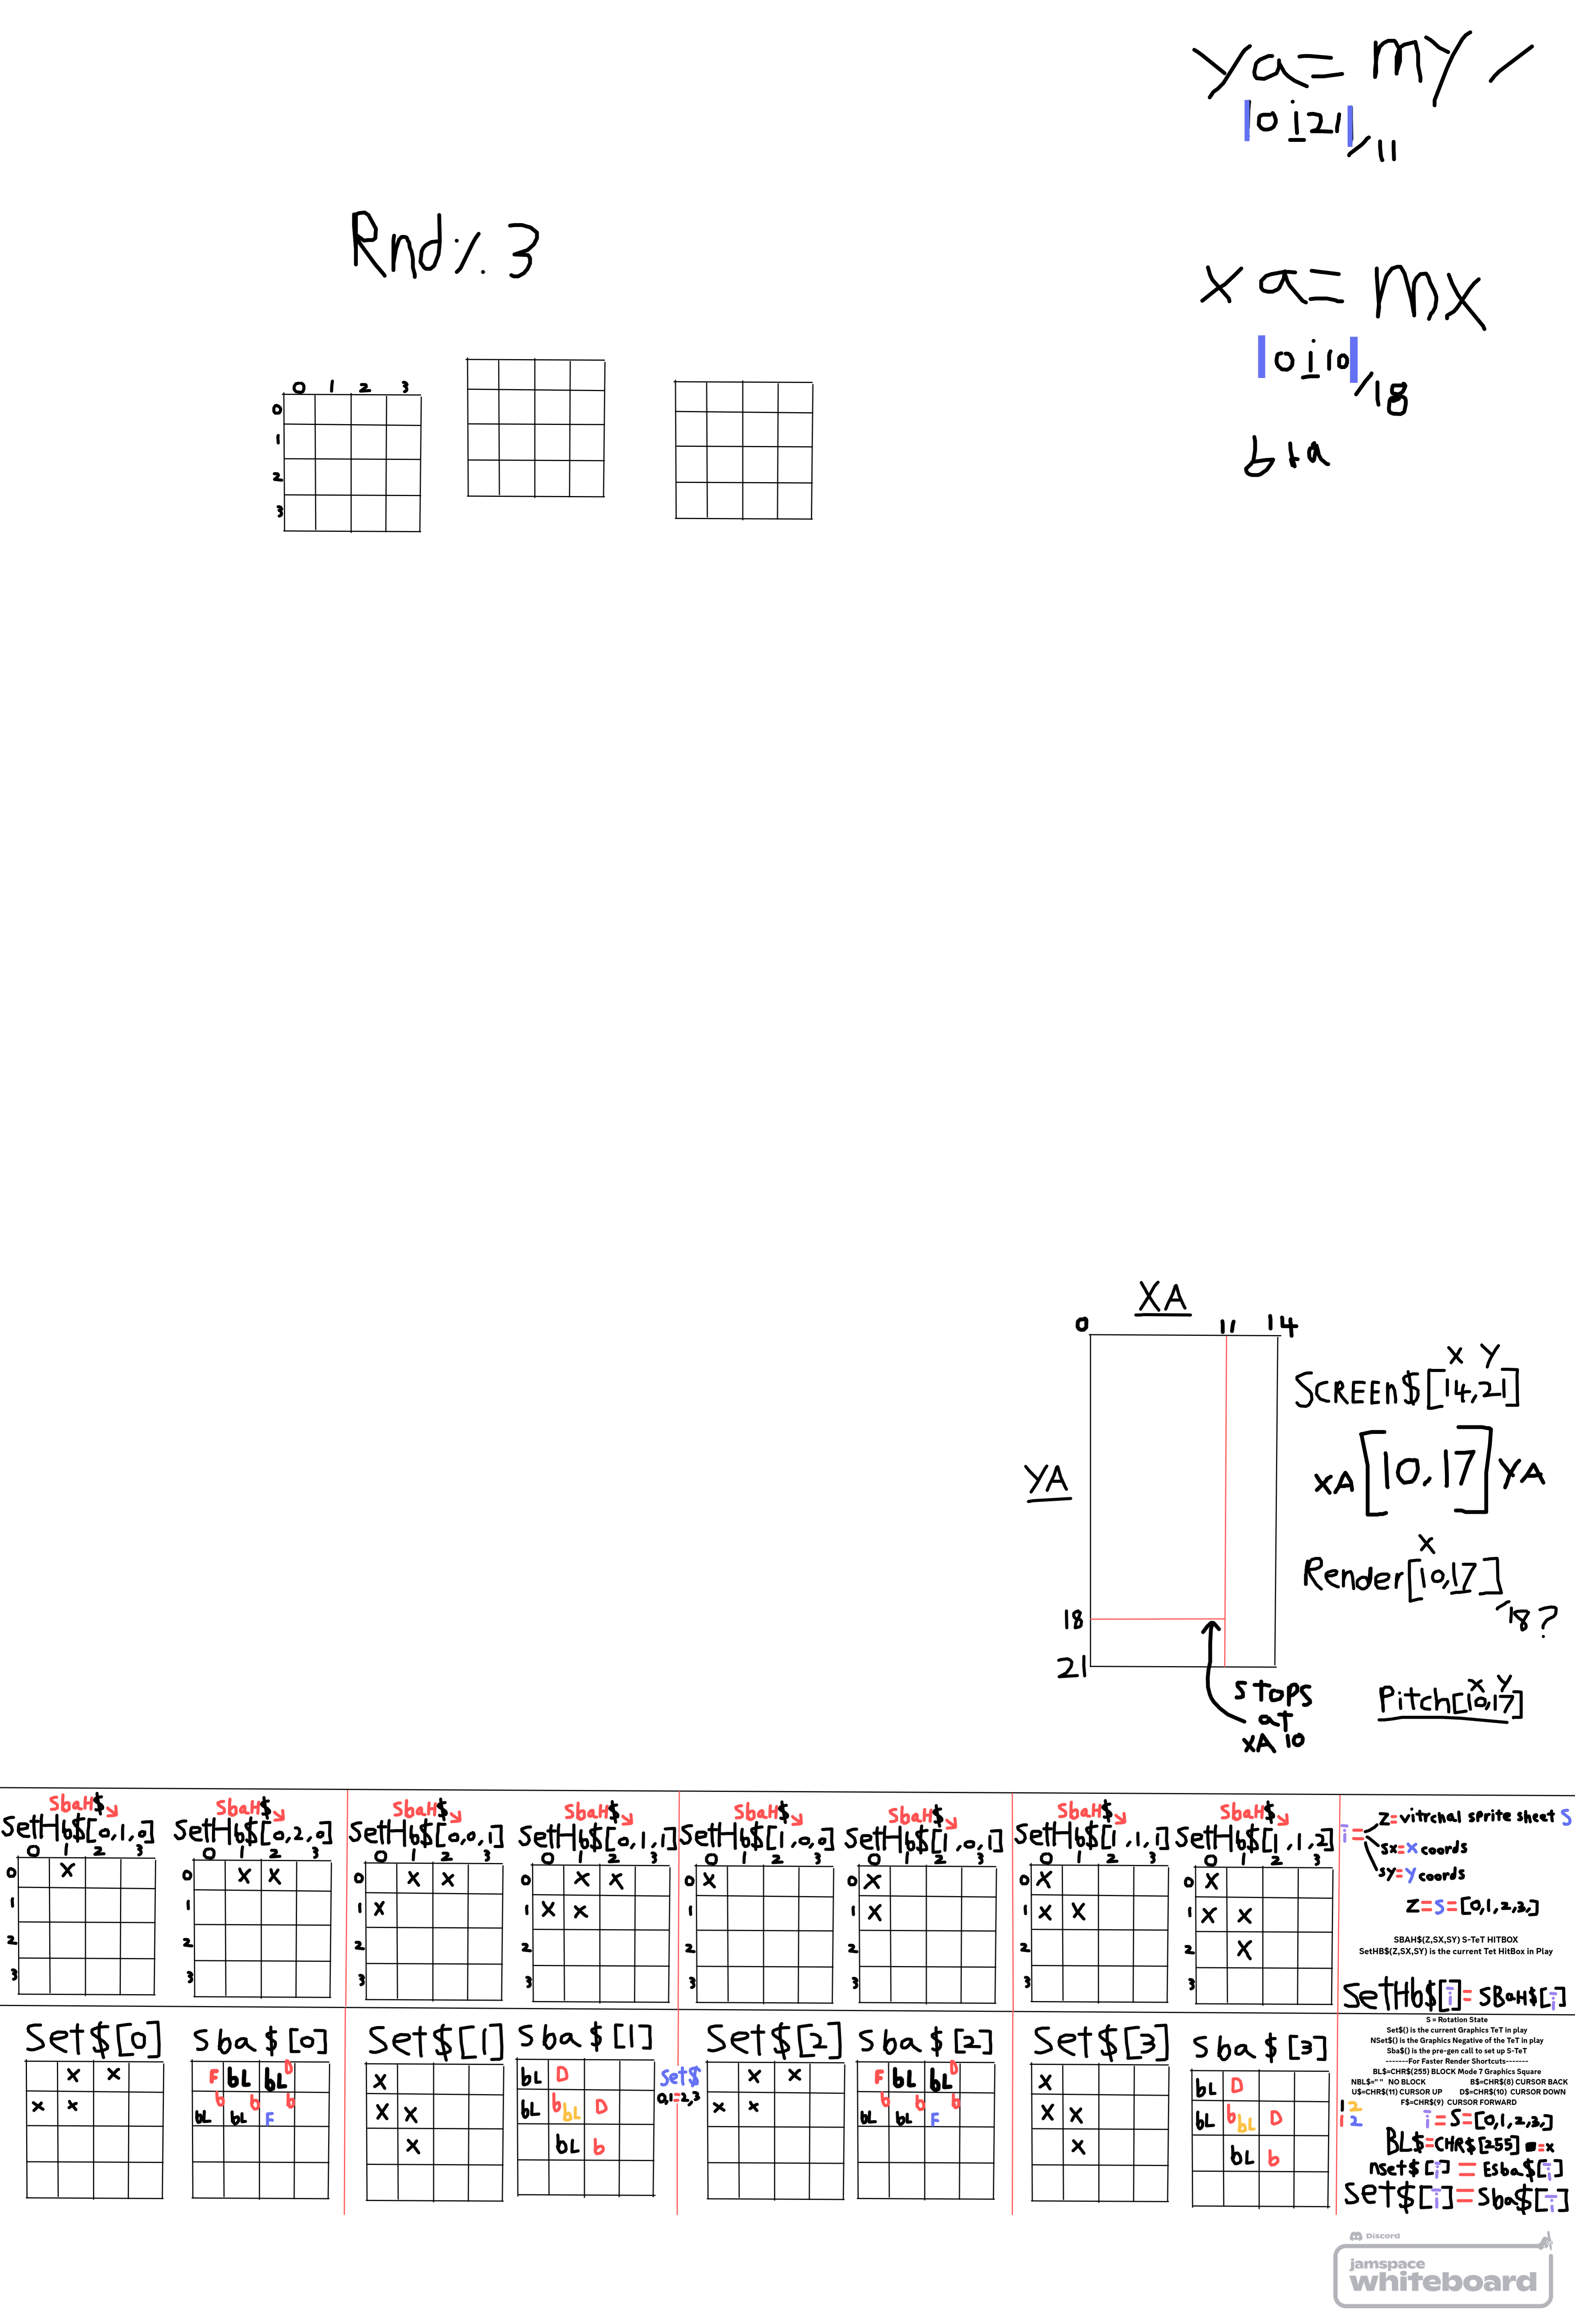 ya= my /
|0 i 21|/11
Rnd % 3
xa= mx
|0 i 10|/18
b+a
0 1 2 3
0
1
2
3
XA
0 11 14
X Y
SCREEn$[14,21]
XA[10,17]YA
YA
X
Render[10,17]
/18?
18
21
stops
at
XA 10
X Y
Pitch[10,17]
SbaH$ SbaH$ SbaH$ SbaH$ SbaH$ SbaH$ SbaH$ SbaH$
SetHb$[0,1,0] SetHb$[0,2,0] SetHb$[0,0,1] SetHb$[0,1,1] SetHb$[1,0,0] SetHb$[1,0,1] SetHb$[1,1,1] SetHb$[1,1,2]
0 1 2 3 0 1 2 3 0 1 2 3 0 1 2 3 0 1 2 3 0 1 2 3 0 1 2 3 0 1 2 3
0 x 0 x x 0 x x 0 x x 0 x 0 x 0 x 0 x
1 1 1 x 1 x x 1 1 x 1 x x 1 x x
2 2 2 2 2 2 2 2 x
3 3 3 3 3 3 3 3
i= Z=vitrchal sprite sheet S
sx=x coords
sy=y coords
Z=S=[0,1,2,3,]
SBAH$(Z,SX,SY) S-TeT HITBOX
SetHB$(Z,SX,SY) is the current Tet HitBox in Play
SetHb$[i]=SBaH$[i]
Set$[0] Sba$[0] Set$[1] Sba$[1] Set$[2] Sba$[2] Set$[3] Sba$[3]
x x F bL bL D x bL D x x F bL bL D x bL D
x x b b b bL bL F x x bL b bL D x x b b b bL bL F x x bL b bL D
x bL b x bL b
Set$
0,1=2,3
S = Rotation State
Set$() is the current Graphics TeT in play
NSet$() is the Graphics Negative of the TeT in play
Sba$() is the pre-gen call to set up S-TeT
-------For Faster Render Shortcuts-------
BL$=CHR$(255) BLOCK Mode 7 Graphics Square
NBL$=" " NO BLOCK B$=CHR$(8) CURSOR BACK
U$=CHR$(11) CURSOR UP D$=CHR$(10) CURSOR DOWN
F$=CHR$(9) CURSOR FORWARD
1 2
1 2
i=S=[0,1,2,3,]
BL$=CHR$[255] ■=x
nset$[i] = Esba$[i]
Set$[i]=Sba$[i]
Discord
jamspace
whiteboard